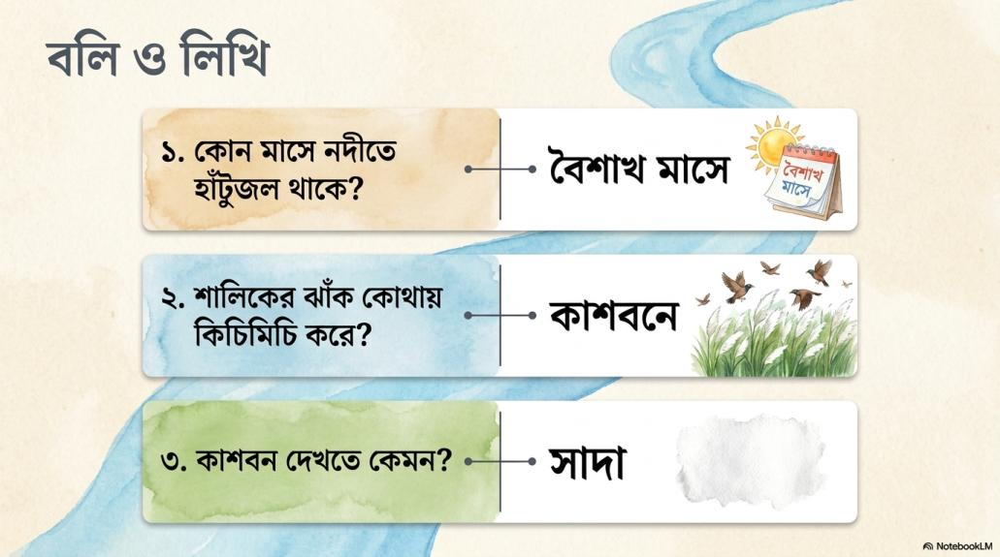 বলি ও লিখি
১. কোন মাসে নদীতে
হাঁটুজল থাকে?
বৈশাখ মাসে
বৈশাখ
মাসে
২. শালিকের ঝাঁক কোথায়
কিচিমিচি করে?
কাশবনে
৩. কাশবন দেখতে কেমন?
সাদা
NotebookLM